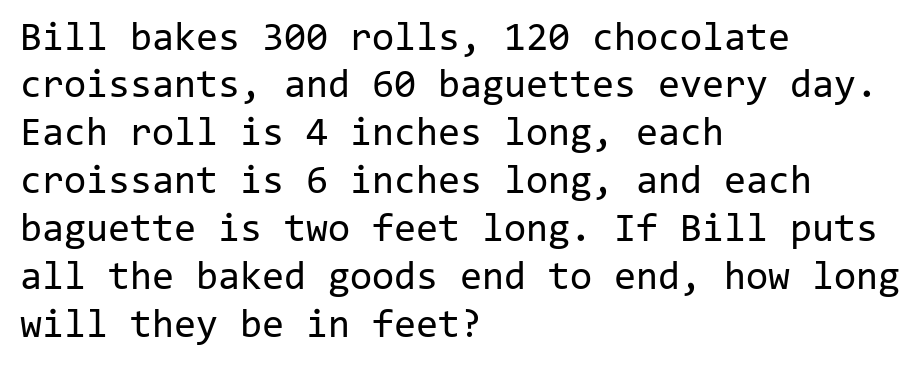 Bill bakes 300 rolls, 120 chocolate
croissants, and 60 baguettes every day.
Each roll is 4 inches long, each
croissant is 6 inches long, and each
baguette is two feet long. If Bill puts
all the baked goods end to end, how long
will they be in feet?